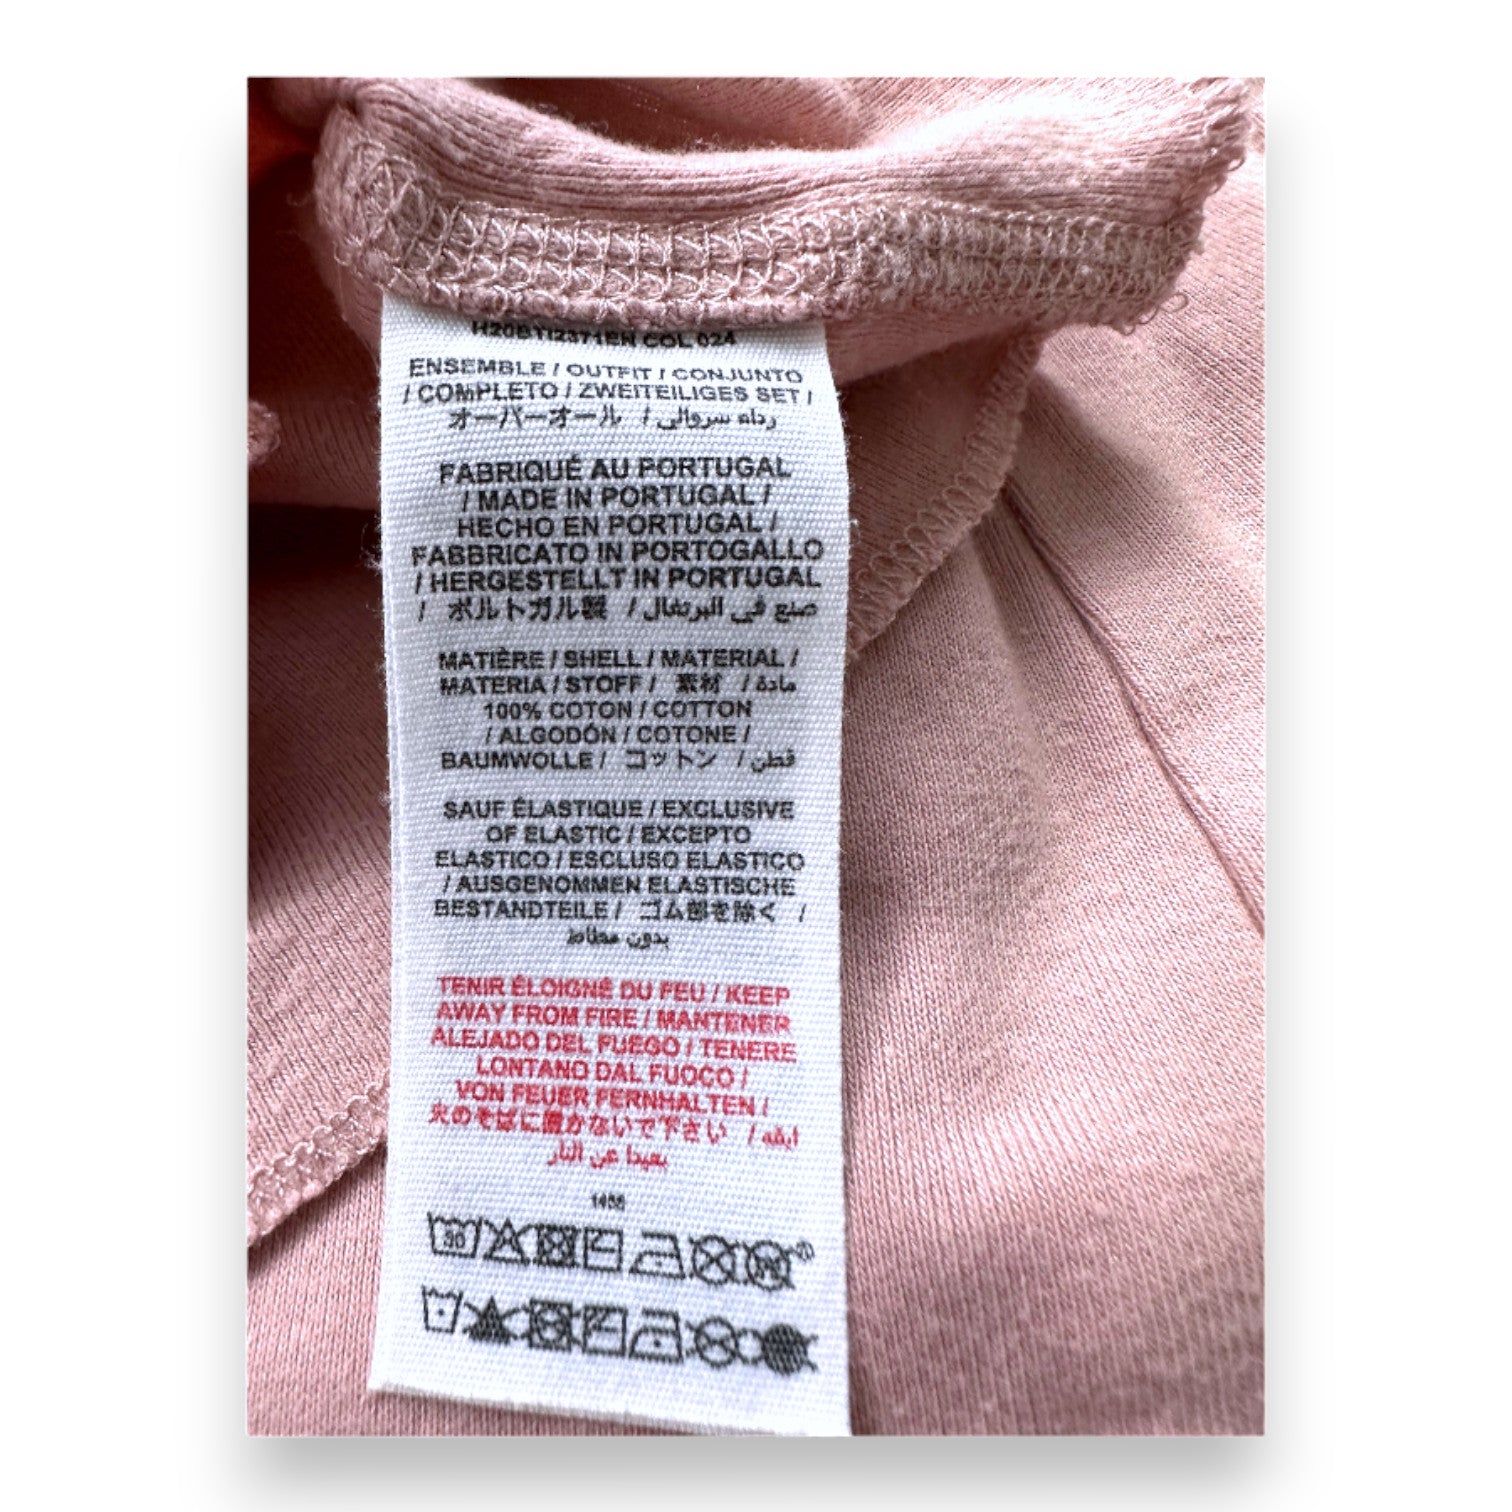 COL 024
ENSEMBLE / OUTFIT / CONJUNTO
/ COMPLETO / ZWEITEILIGES SET /
オーバーオール / رداء سروالي
FABRIQUÉ AU PORTUGAL
/ MADE IN PORTUGAL /
HECHO EN PORTUGAL /
FABBRICATO IN PORTOGALLO
/ HERGESTELLT IN PORTUGAL
/ ポルトガル製 / صنع في البرتغال
MATIÈRE / SHELL / MATERIAL /
MATERIA / STOFF / 素材 / مادة
100% COTON / COTTON
/ ALGODÓN / COTONE /
BAUMWOLLE / コットン / قطن
SAUF ÉLASTIQUE / EXCLUSIVE
OF ELASTIC / EXCEPTO
ELASTICO / ESCLUSO ELASTICO
/ AUSGENOMMEN ELASTISCHE
BESTANDTEILE / ゴム部を除く /
بدون مطاط
TENIR ÉLOIGNÉ DU FEU / KEEP
AWAY FROM FIRE / MANTENER
ALEJADO DEL FUEGO / TENERE
LONTANO DAL FUOCO /
VON FEUER FERNHALTEN /
火のそばに置かないで下さい / ابقه
بعيدا عن النار
30